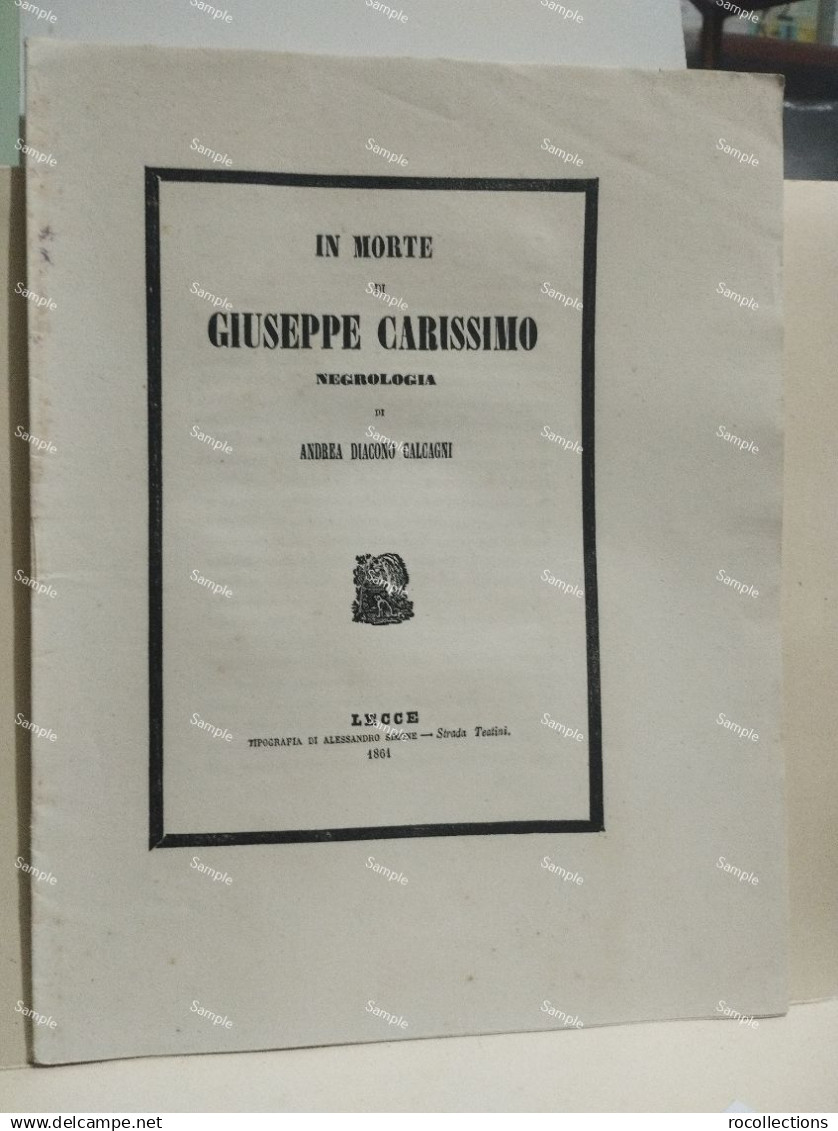 IN MORTE
DI
GIUSEPPE CARISSIMO
NEGROLOGIA
DI
ANDREA DIACONO CALCAGNI
LECCE
TIPOGRAFIA DI ALESSANDRO SIMONE — Strada Teatini.
1861
www.delcampe.net
rocollections